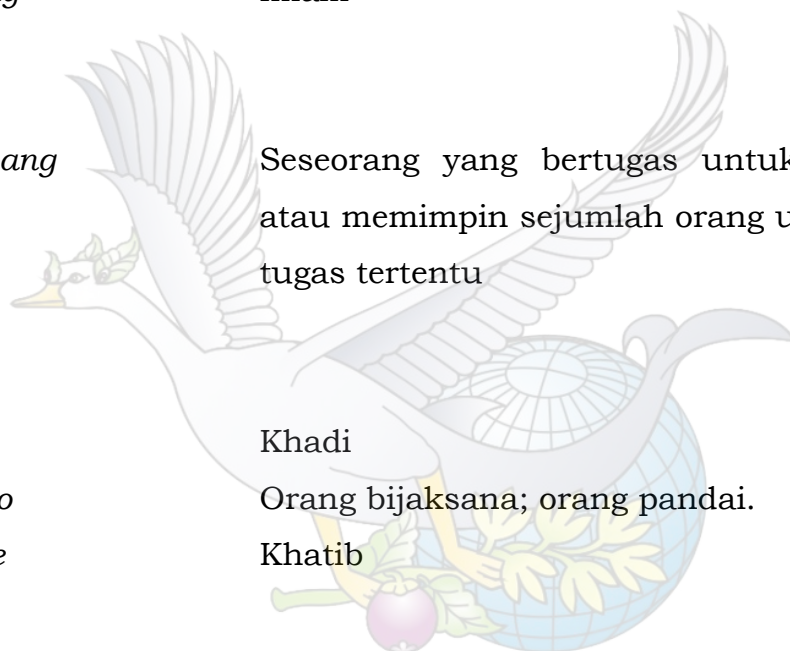 ang Seseorang yang bertugas untuk
atau memimpin sejumlah orang u
tugas tertentu
Khadi
o Orang bijaksana; orang pandai.
e Khatib